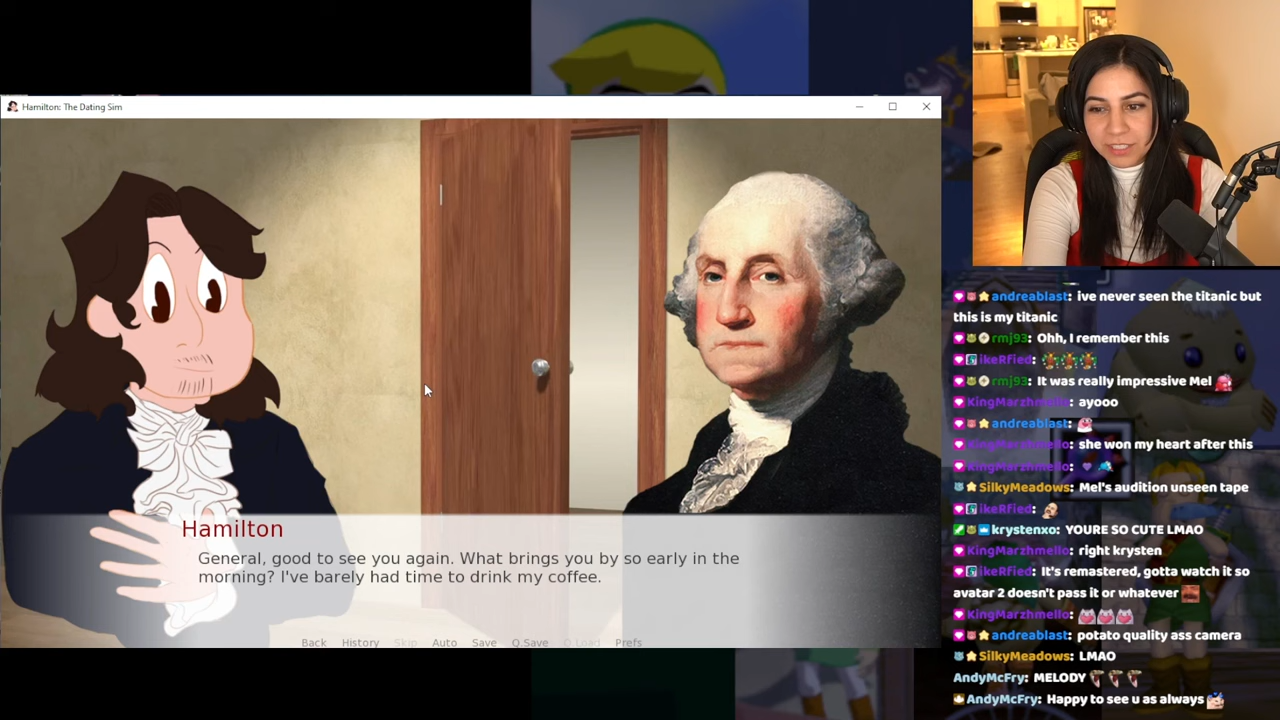 Hamilton: The Dating Sim
Hamilton
General, good to see you again. What brings you by so early in the
morning? I've barely had time to drink my coffee.
Back History Skip Auto Save Q.Save Q.Load Prefs
andreablast: ive never seen the titanic but
this is my titanic
rmj93: Ohh, I remember this
ikeRfied:
rmj93: It was really impressive Mel
KingMarzhmello: ayooo
andreablast:
KingMarzhmello: she won my heart after this
KingMarzhmello:
SilkyMeadows: Mel's audition unseen tape
ikeRfied:
krystenxo: YOURE SO CUTE LMAO
KingMarzhmello: right krysten
ikeRfied: It's remastered, gotta watch it so
avatar 2 doesn't pass it or whatever
KingMarzhmello:
andreablast: potato quality ass camera
SilkyMeadows: LMAO
AndyMcFry: MELODY
AndyMcFry: Happy to see u as always